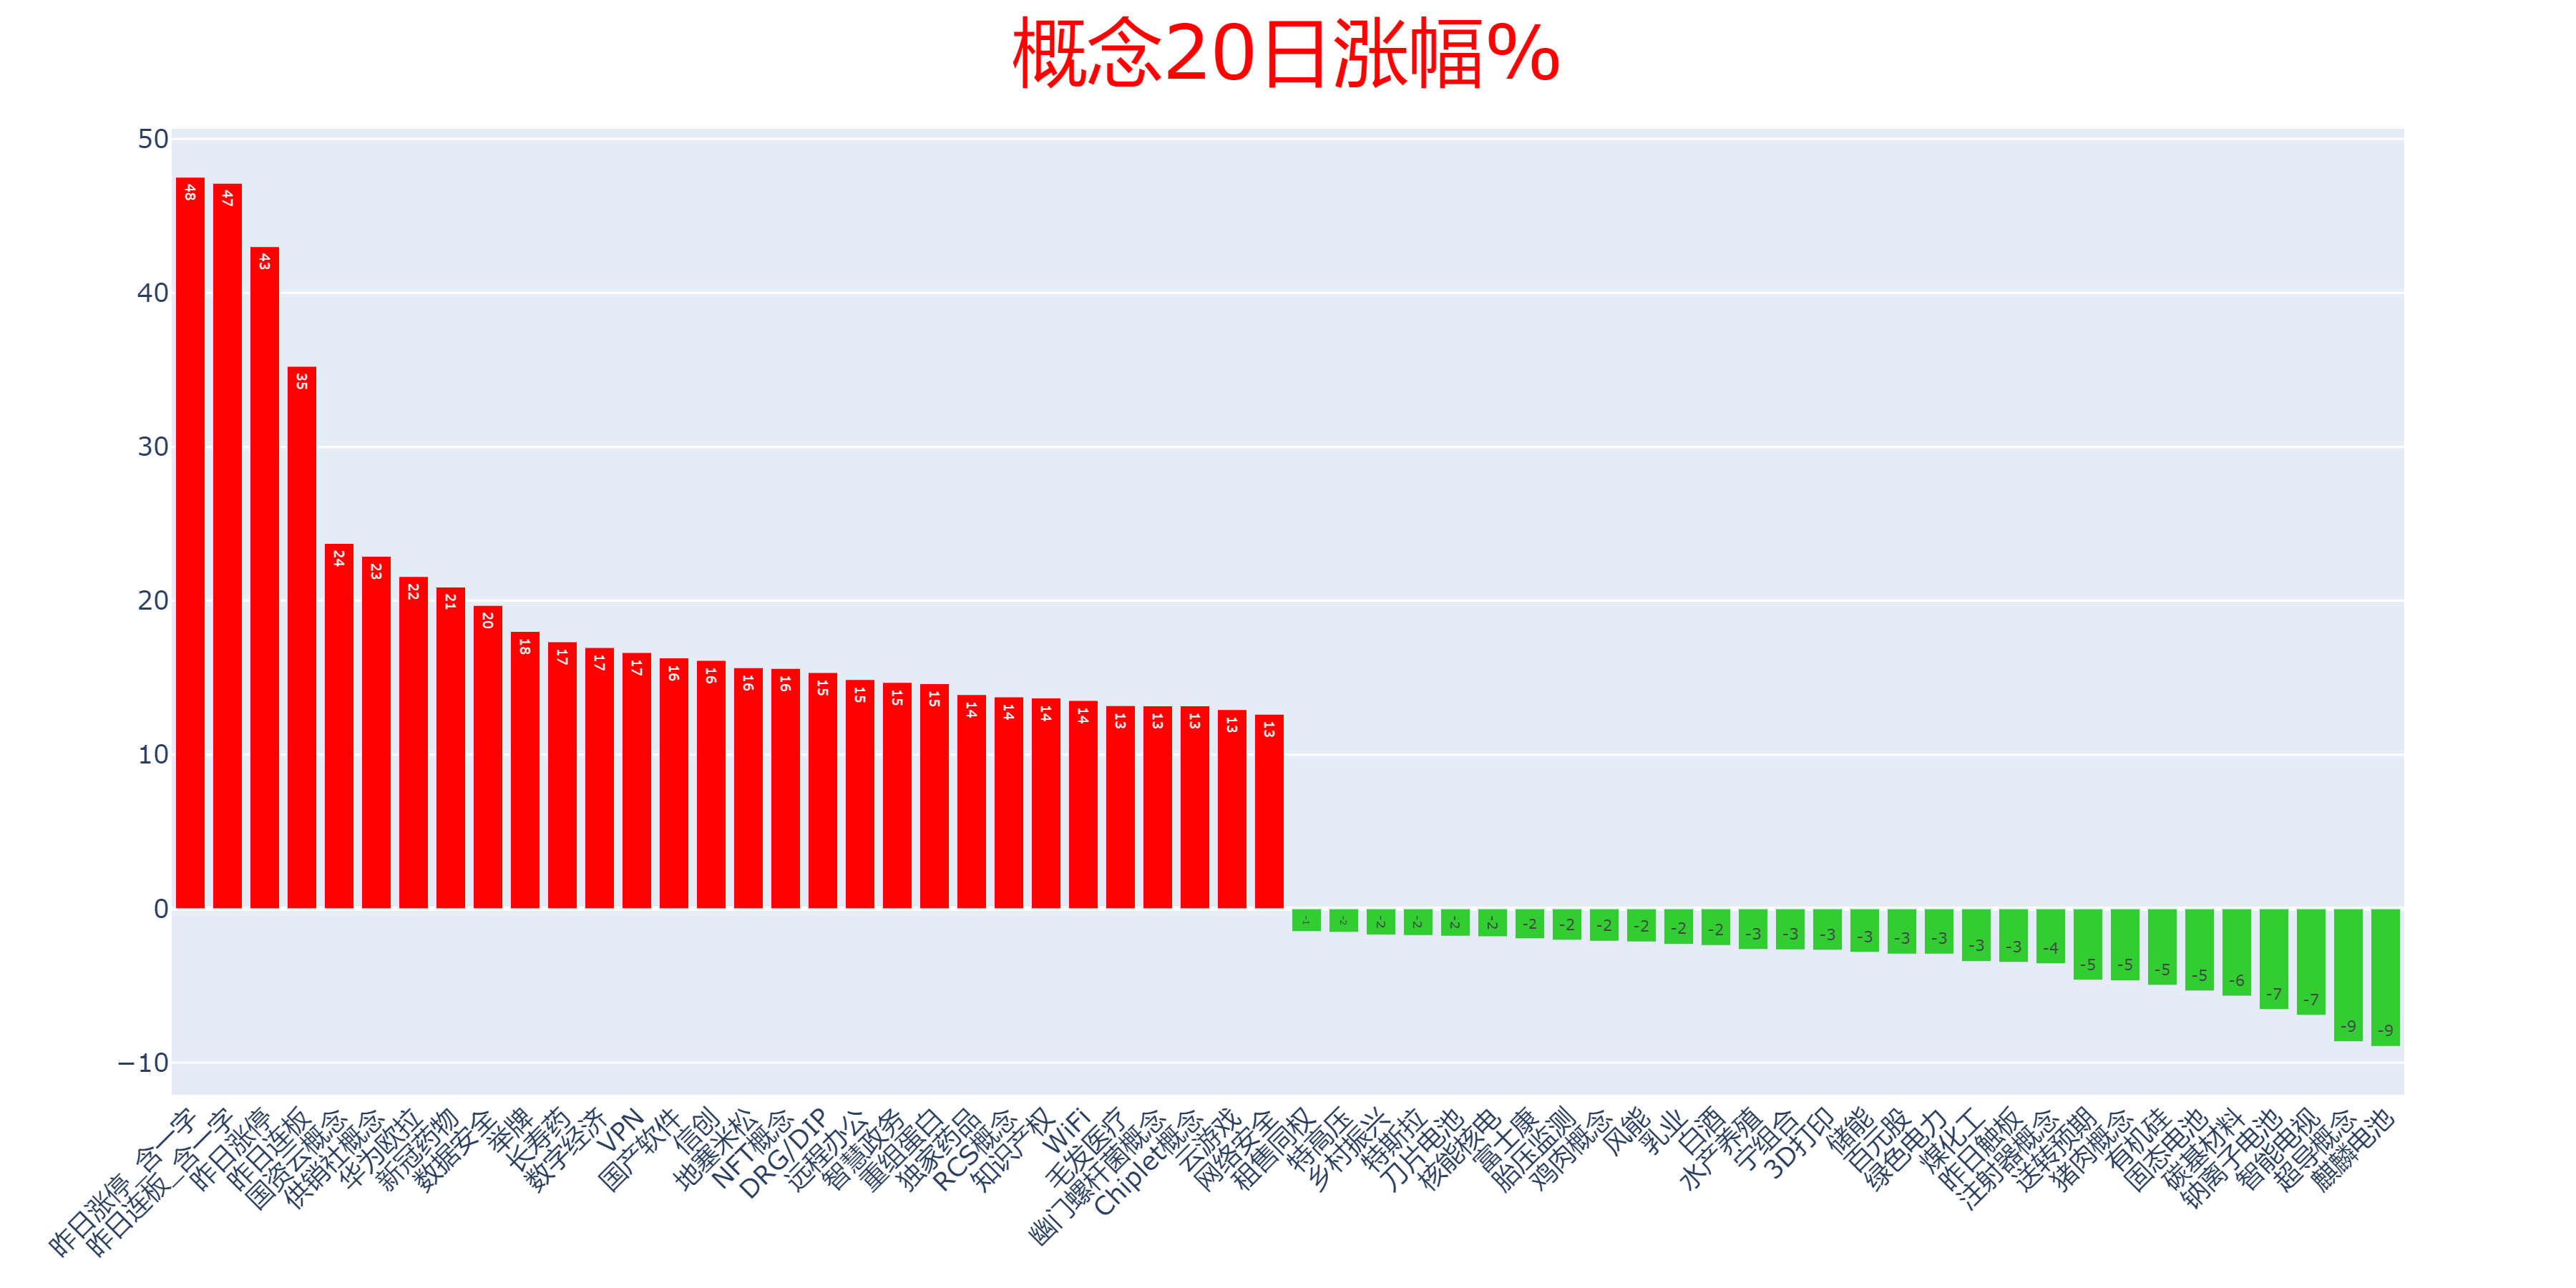 概念20日涨幅%
50
40
30
20
10
0
−10
48
47
43
35
24
23
22
21
20
18
17
17
17
16
16
16
16
15
15
15
15
14
14
14
14
13
13
13
13
13
-1
-2
-2
-2
-2
-2
-2
-2
-2
-2
-2
-2
-3
-3
-3
-3
-3
-3
-3
-3
-4
-5
-5
-5
-5
-6
-7
-7
-9
-9
昨日涨停_含一字
昨日连板_含一字
昨日涨停
昨日连板
国资云概念
供销社概念
华为欧拉
新冠药物
数据安全
举牌
长寿药
数字经济
VPN
国产软件
信创
地塞米松
NFT概念
DRG/DIP
远程办公
智慧政务
重组蛋白
独家药品
RCS概念
知识产权
WiFi
毛发医疗
幽门螺杆菌概念
Chiplet概念
云游戏
网络安全
租售同权
特高压
乡村振兴
特斯拉
刀片电池
核能核电
富士康
胎压监测
鸡肉概念
风能
乳业
白酒
水产养殖
宁组合
3D打印
储能
百元股
绿色电力
煤化工
昨日触板
注射器概念
送转预期
猪肉概念
有机硅
固态电池
碳基材料
钠离子电池
智能电视
超导概念
麒麟电池